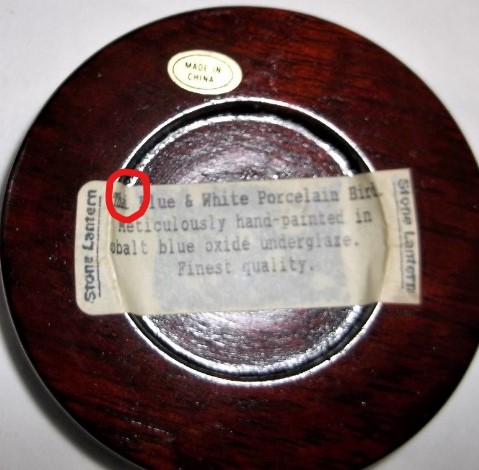 MADE IN
CHINA
Blue & White Porcelain Bird.
Meticulously hand-painted in
cobalt blue oxide underglaze.
Finest quality.
Stone Lantern
Stone Lantern